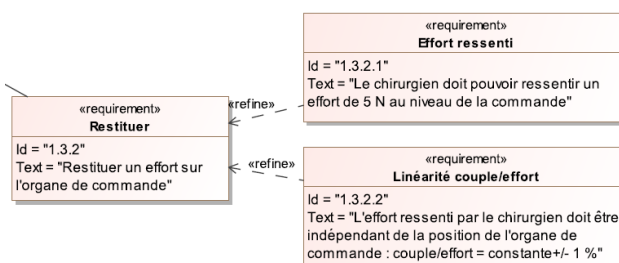 «requirement»
Effort ressenti
Id = "1.3.2.1"
Text = "Le chirurgien doit pouvoir ressentir un
effort de 5 N au niveau de la commande"
«refine»
«requirement»
Restituer
Id = "1.3.2"
Text = "Restituer un effort sur
l'organe de commande"
«refine»
«requirement»
Linéarité couple/effort
Id = "1.3.2.2"
Text = "L'effort ressenti par le chirurgien doit être
indépendant de la position de l'organe de
commande : couple/effort = constante+/- 1 %"